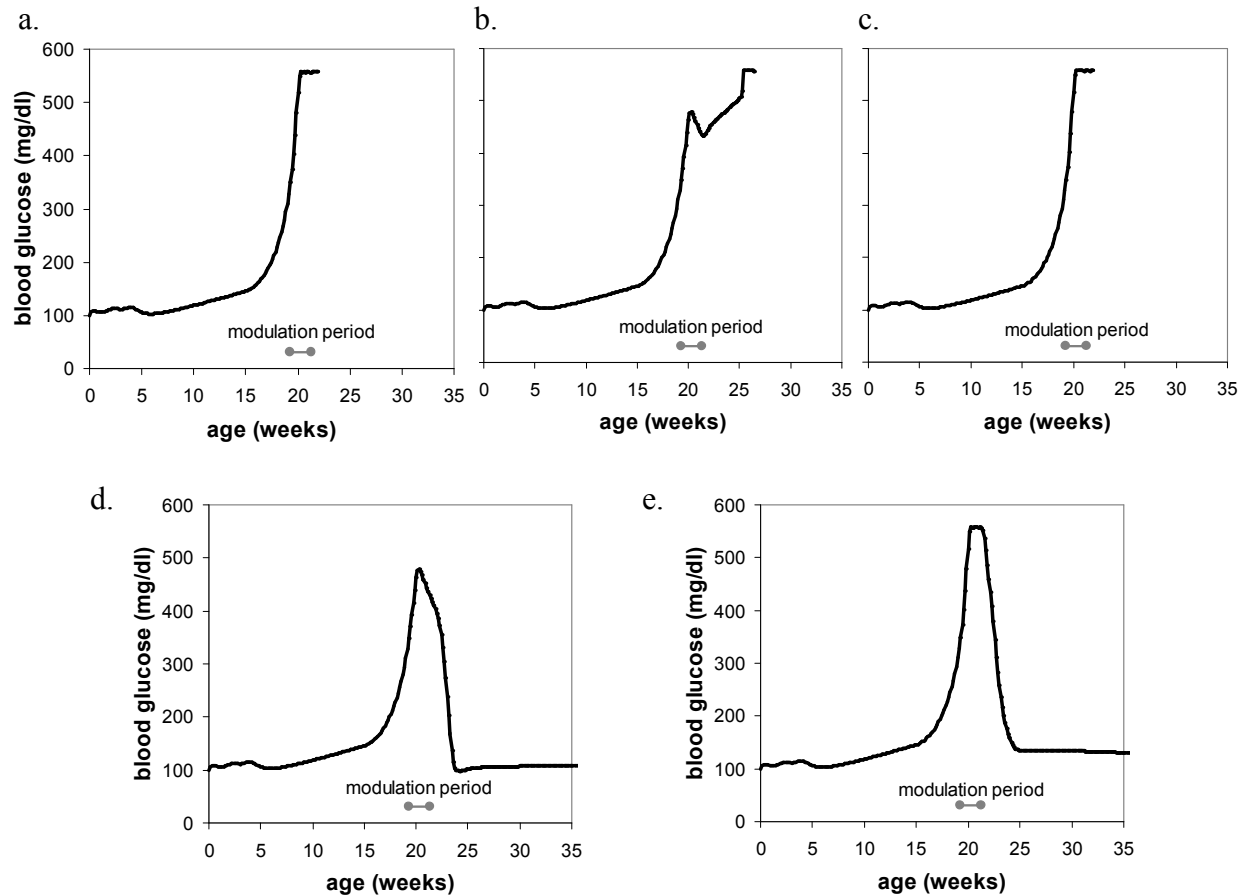 a.
b.
c.
600
500
400
300
200
100
0
blood glucose (mg/dl)
modulation period
0 5 10 15 20 25 30 35
age (weeks)
modulation period
0 5 10 15 20 25 30 35
age (weeks)
modulation period
0 5 10 15 20 25 30 35
age (weeks)
d.
e.
600
500
400
300
200
100
0
blood glucose (mg/dl)
modulation period
0 5 10 15 20 25 30 35
age (weeks)
600
500
400
300
200
100
0
blood glucose (mg/dl)
modulation period
0 5 10 15 20 25 30 35
age (weeks)